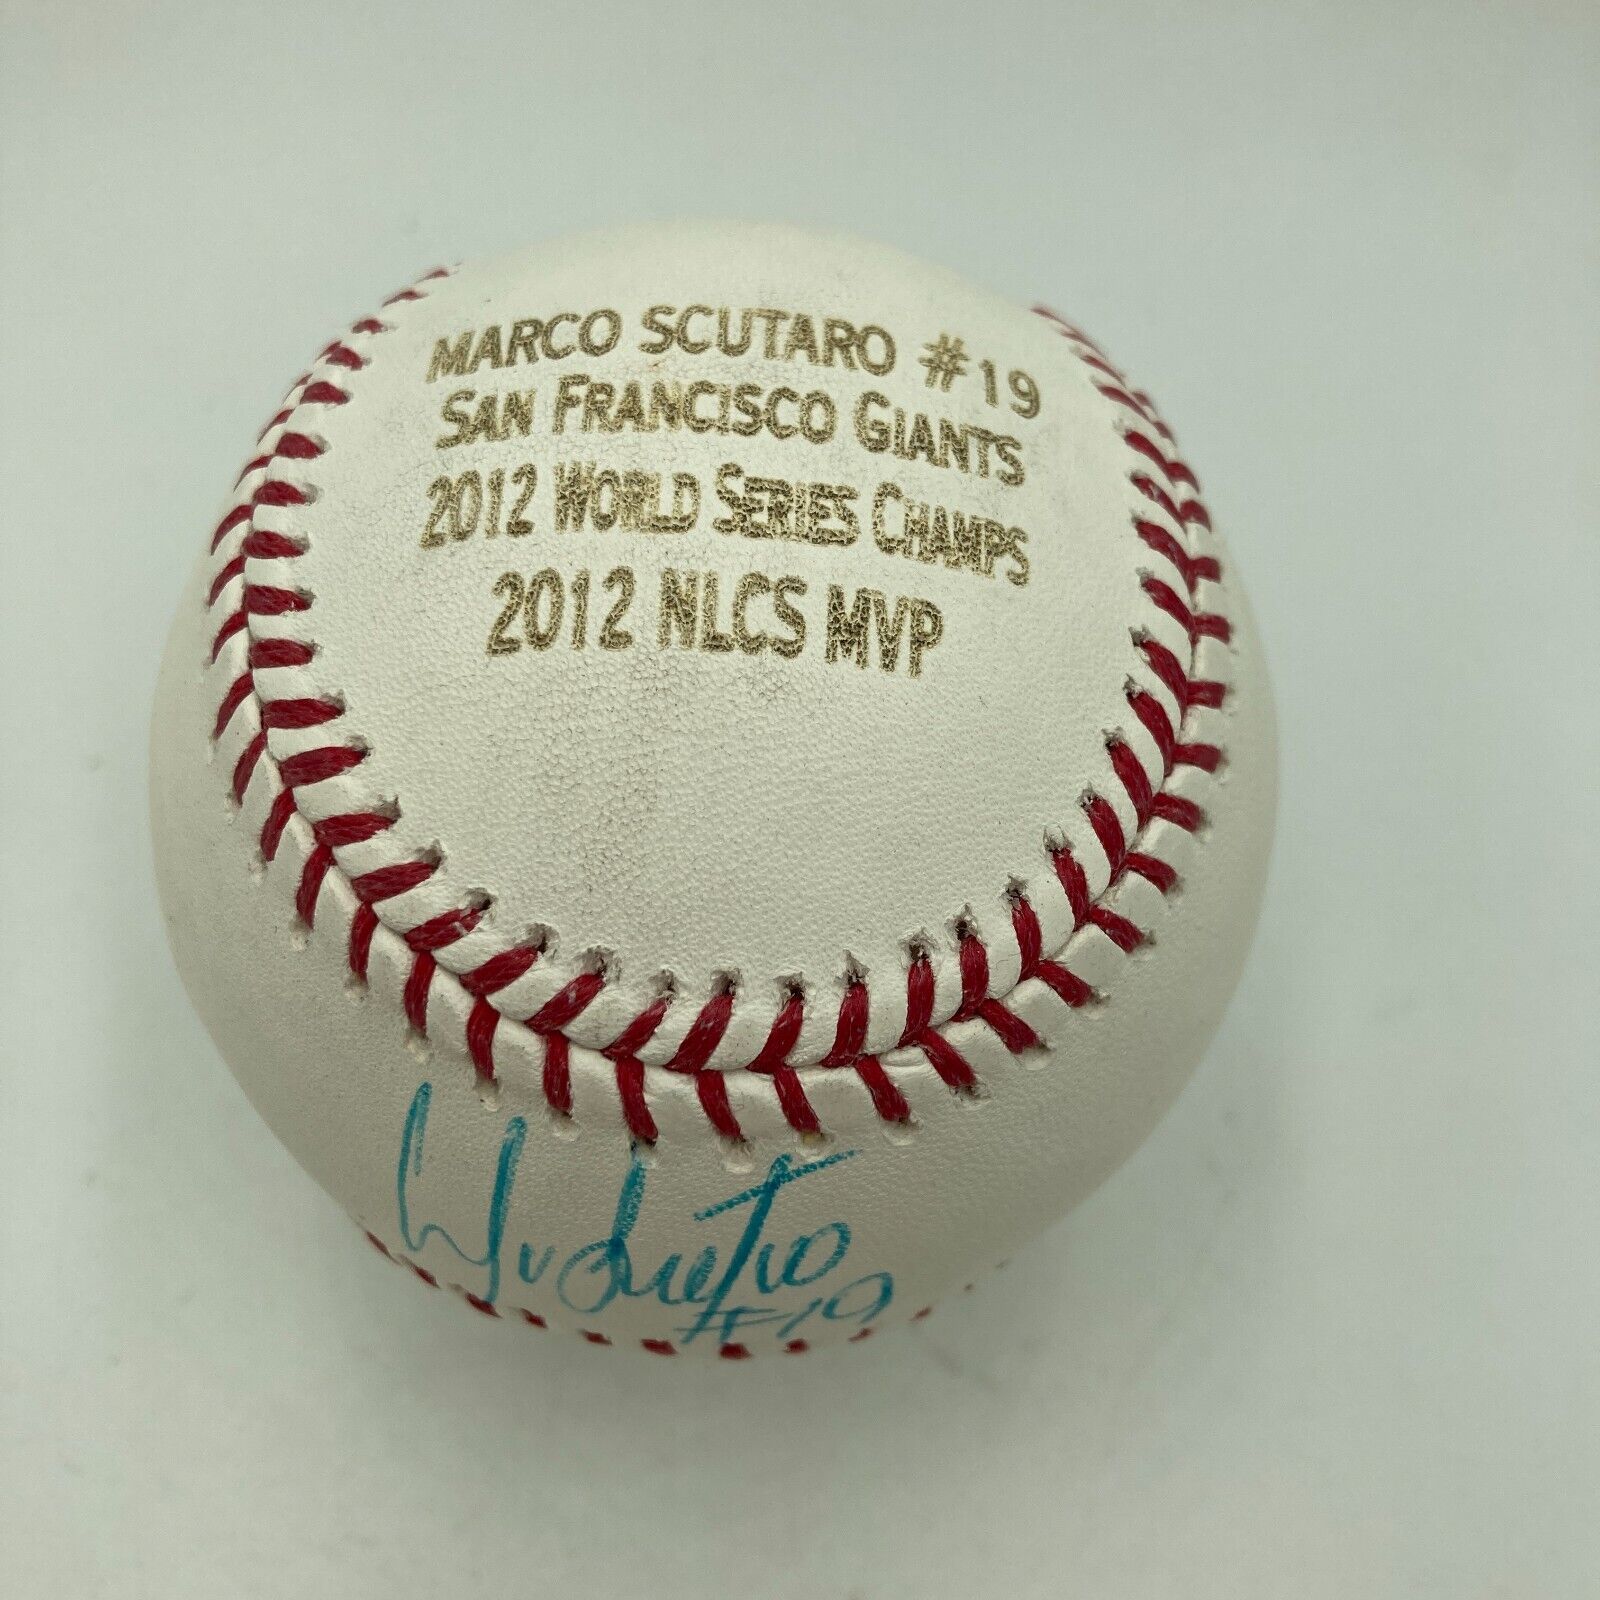 MARCO SCUTARO #19
SAN FRANCISCO GIANTS
2012 WORLD SERIES CHAMPS
2012 NLCS MVP
#19